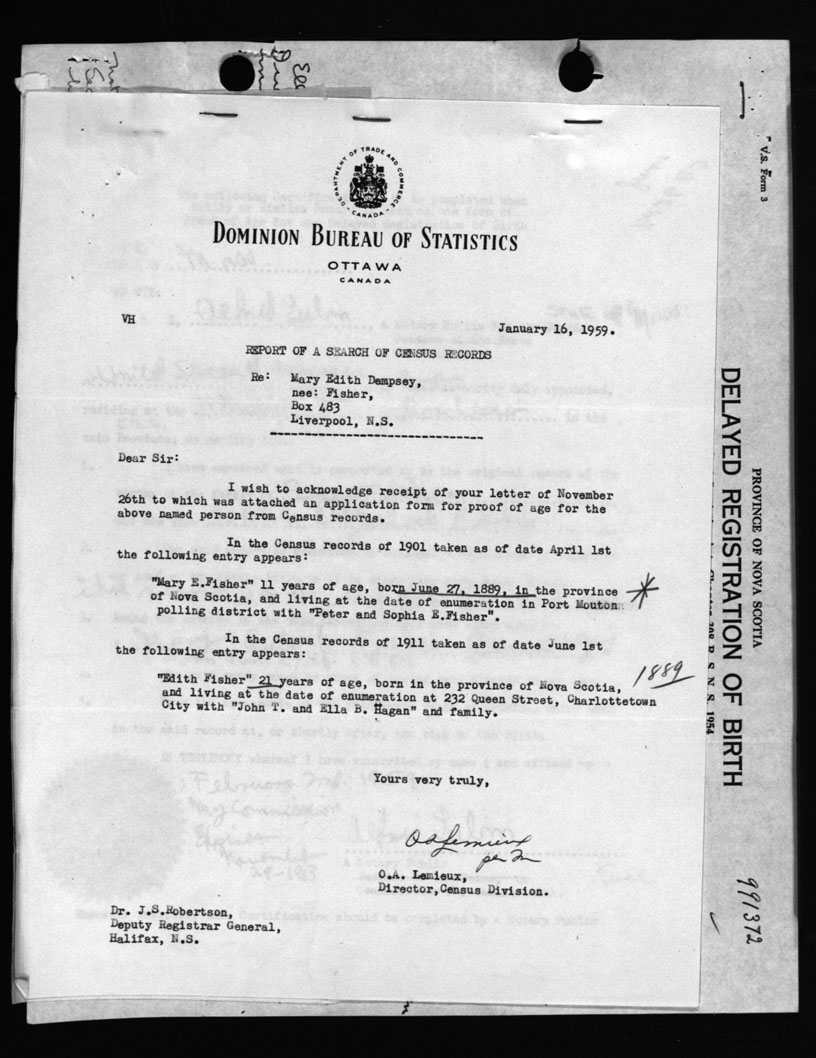 DEPARTMENT OF TRADE AND COMMERCE
CANADA
DOMINION BUREAU OF STATISTICS
OTTAWA
CANADA
VH
January 16, 1959.
REPORT OF A SEARCH OF CENSUS RECORDS
Re: Mary Edith Dempsey,
nee: Fisher,
Box 483
Liverpool, N.S.
Dear Sir:
I wish to acknowledge receipt of your letter of November
26th to which was attached an application form for proof of age for the
above named person from Census records.
In the Census records of 1901 taken as of date April 1st
the following entry appears:
"Mary E.Fisher" 11 years of age, born June 27, 1889, in the province
of Nova Scotia, and living at the date of enumeration in Port Mouton
polling district with "Peter and Sophia E.Fisher".
In the Census records of 1911 taken as of date June 1st
the following entry appears:
1889
"Edith Fisher" 21 years of age, born in the province of Nova Scotia,
and living at the date of enumeration at 232 Queen Street, Charlottetown
City with "John T. and Ella B. Hagan" and family.
Yours very truly,
OA Lemieux
per
O.A. Lemieux,
Director,Census Division.
Dr. J.S.Robertson,
Deputy Registrar General,
Halifax, N.S.
V.S. Form 3
PROVINCE OF NOVA SCOTIA
DELAYED REGISTRATION OF BIRTH
Chapter 308 R.S.N.S. 1954
991372